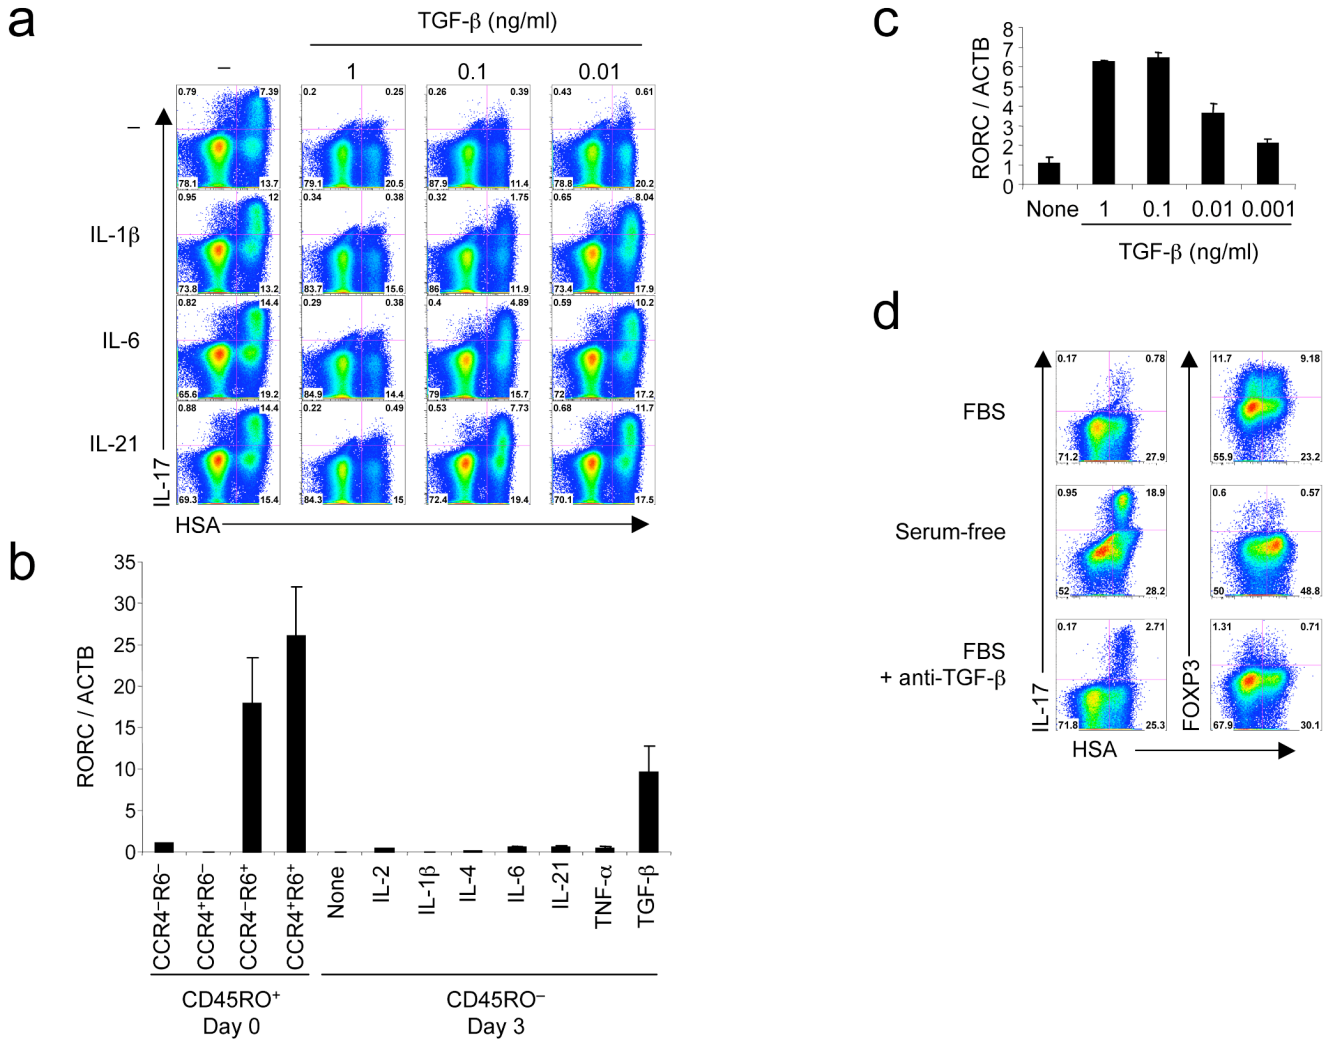 a
TGF-β (ng/ml)
– 1 0.1 0.01
–
0.79 7.39 0.2 0.25 0.26 0.39 0.43 0.61
78.1 13.7 79.1 20.5 87.9 11.4 78.8 20.2
IL-1β
0.95 12 0.34 0.38 0.32 1.75 0.65 8.04
73.8 13.2 83.7 15.6 86 11.9 73.4 17.9
IL-6
0.82 14.4 0.29 0.38 0.4 4.89 0.59 10.2
65.6 19.2 84.9 14.4 79 15.7 72 17.2
IL-21
0.88 14.4 0.22 0.49 0.53 7.73 0.68 11.7
69.3 15.4 84.3 15 72.4 19.4 70.1 17.5
IL-17
HSA
b
RORC / ACTB
35
30
25
20
15
10
5
0
CCR4–R6–
CCR4+R6–
CCR4–R6+
CCR4+R6+
None
IL-2
IL-1β
IL-4
IL-6
IL-21
TNF-α
TGF-β
CD45RO+
Day 0
CD45RO–
Day 3
c
RORC / ACTB
8
7
6
5
4
3
2
1
0
None 1 0.1 0.01 0.001
TGF-β (ng/ml)
d
FBS
0.17 0.78 11.7 9.18
71.2 27.9 55.9 23.2
Serum-free
0.95 18.9 0.6 0.57
52 28.2 50 48.8
FBS
+ anti-TGF-β
0.17 2.71 1.31 0.71
71.8 25.3 67.9 30.1
IL-17
FOXP3
HSA